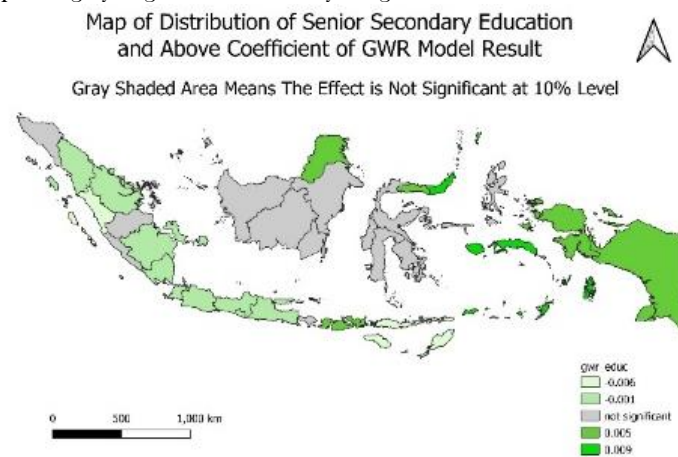 Map of Distribution of Senior Secondary Education
and Above Coefficient of GWR Model Result
Gray Shaded Area Means The Effect is Not Significant at 10% Level
gwr educ
-0.006
-0.001
not significant
0.005
0.009
0 500 1,000 km